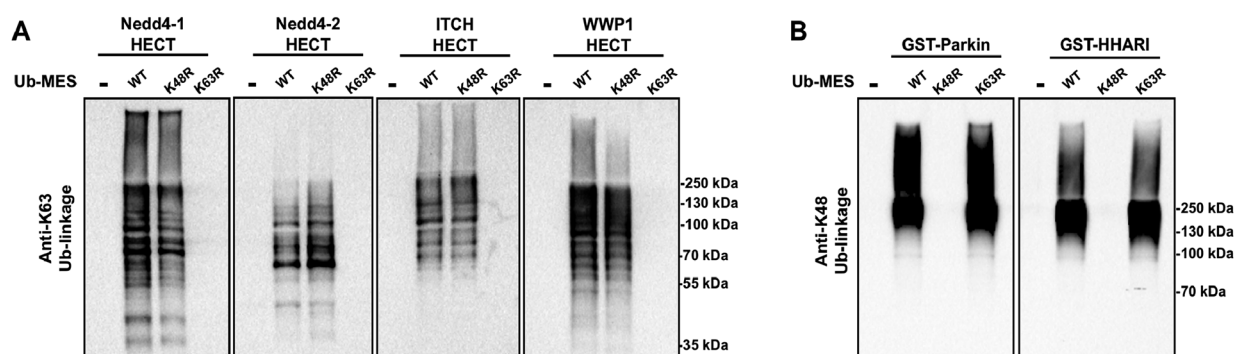 A
Nedd4-1 HECT
Nedd4-2 HECT
ITCH HECT
WWP1 HECT
Ub-MES - WT K48R K63R - WT K48R K63R - WT K48R K63R - WT K48R K63R
Anti-K63 Ub-linkage
-250 kDa
-130 kDa
-100 kDa
-70 kDa
-55 kDa
-35 kDa
B
GST-Parkin
GST-HHARI
Ub-MES - WT K48R K63R - WT K48R K63R
Anti-K48 Ub-linkage
-250 kDa
-130 kDa
-100 kDa
-70 kDa